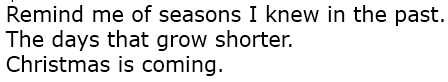 Remind me of seasons I knew in the past.
The days that grow shorter.
Christmas is coming.